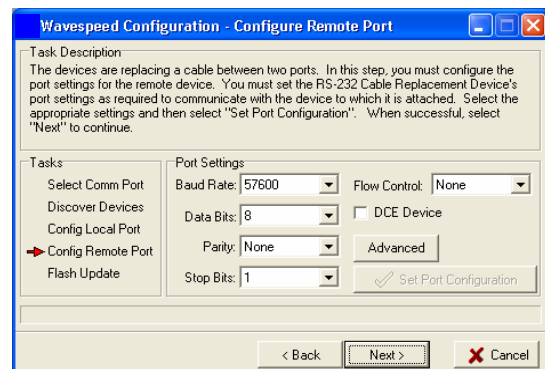 Wavespeed Configuration - Configure Remote Port
Task Description
The devices are replacing a cable between two ports. In this step, you must configure the
port settings for the remote device. You must set the RS-232 Cable Replacement Device's
port settings as required to communicate with the device to which it is attached. Select the
appropriate settings and then select "Set Port Configuration". When successful, select
"Next" to continue.
Tasks
Select Comm Port
Discover Devices
Config Local Port
Config Remote Port
Flash Update
Port Settings
Baud Rate: 57600
Flow Control: None
Data Bits: 8
DCE Device
Parity: None
Advanced
Stop Bits: 1
Set Port Configuration
< Back
Next >
Cancel